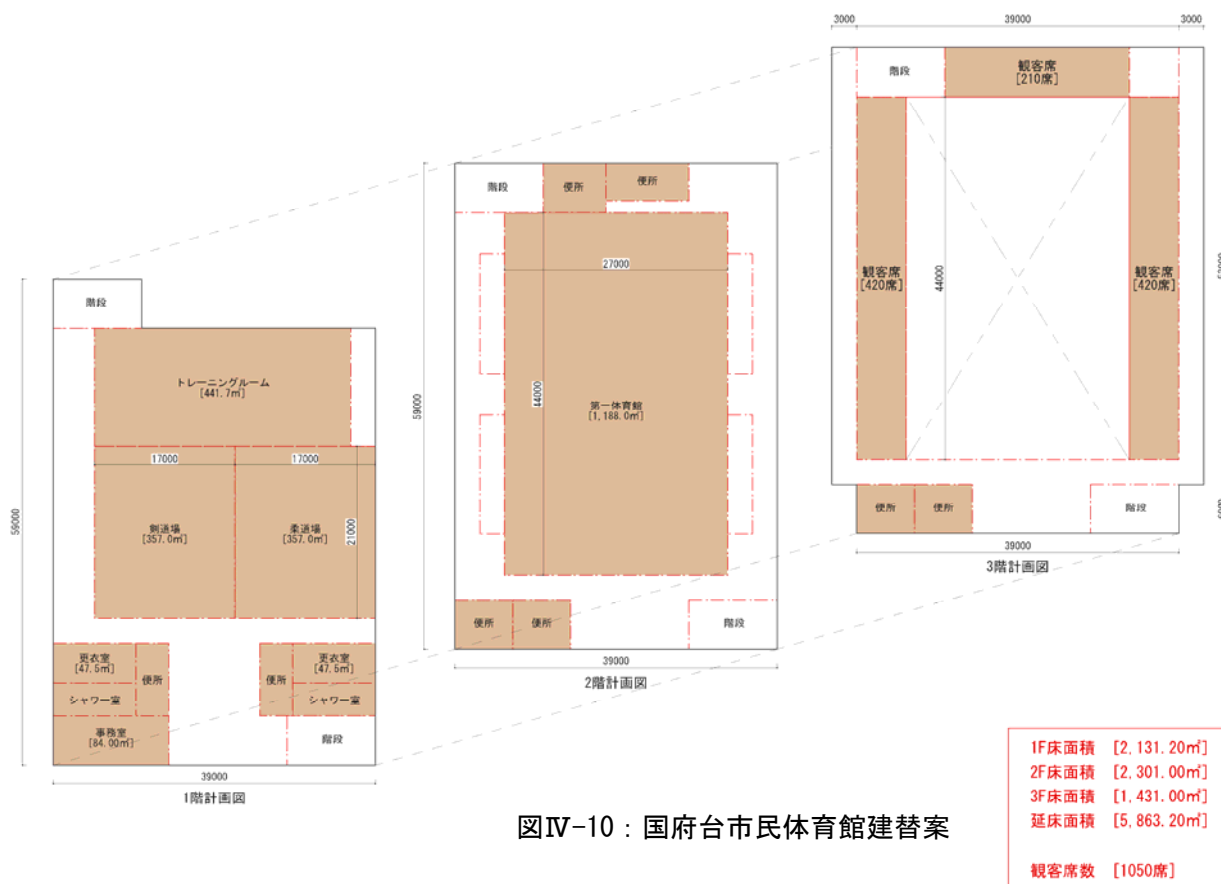 3000
39000
3000
階段
観客席
[210席]
観客席
[420席]
44000
観客席
[420席]
便所
便所
階段
39000
3階計画図
階段
便所
便所
27000
59000
44000
第一体育館
[1,188.0㎡]
便所
便所
階段
39000
2階計画図
階段
トレーニングルーム
[441.7㎡]
17000
17000
59000
剣道場
[357.0㎡]
柔道場
[357.0㎡]
21000
更衣室
[47.5㎡]
便所
シャワー室
便所
更衣室
[47.5㎡]
シャワー室
事務室
[84.00㎡]
階段
39000
1階計画図
1F床面積 [2,131.20㎡]
2F床面積 [2,301.00㎡]
3F床面積 [1,431.00㎡]
延床面積 [5,863.20㎡]
観客席数 [1050席]
図Ⅳ-10：国府台市民体育館建替案